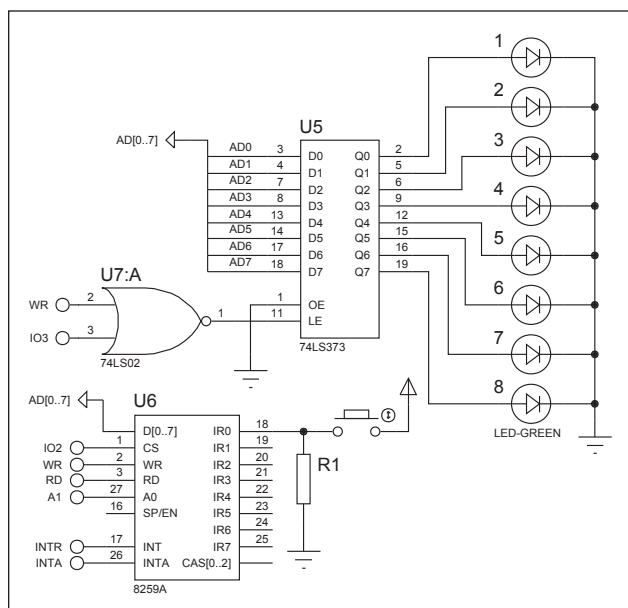 1
2
3
4
5
6
7
8
LED-GREEN
U5
AD[0..7]
AD0 3 D0 Q0 2
AD1 4 D1 Q1 5
AD2 7 D2 Q2 6
AD3 8 D3 Q3 9
AD4 13 D4 Q4 12
AD5 14 D5 Q5 15
AD6 17 D6 Q6 16
AD7 18 D7 Q7 19
1 OE
11 LE
74LS373
U7:A
WR 2
IO3 3
1
74LS02
U6
AD[0..7]
D[0..7] IR0 18
IO2 1 CS IR1 19
WR 2 WR IR2 20
RD 3 RD IR3 21
A1 27 A0 IR4 22
16 SP/EN IR5 23
IR6 24
INTR 17 INT IR7 25
INTA 26 INTA CAS[0..2]
8259A
R1